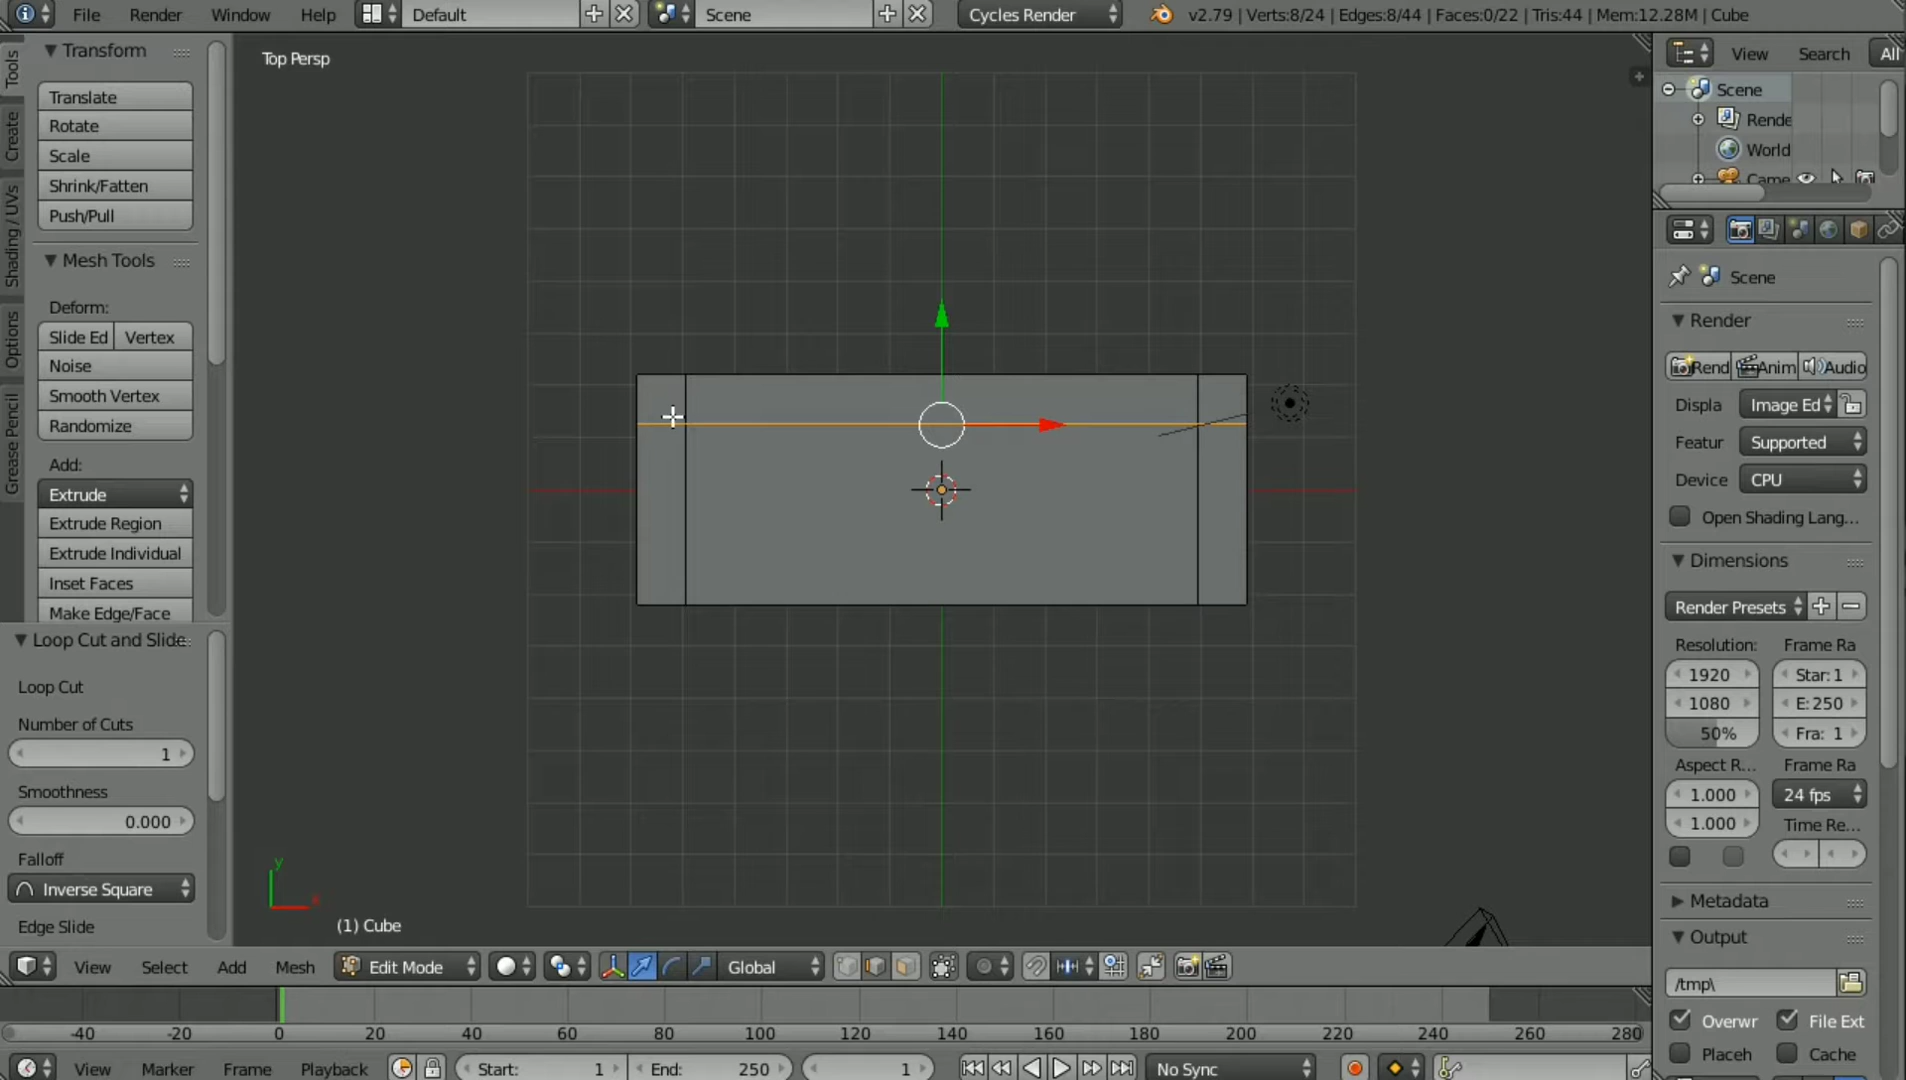 File Render Window Help Default Scene Cycles Render v2.79 | Verts:8/24 | Edges:8/44 | Faces:0/22 | Tris:44 | Mem:12.28M | Cube
Tools
Create
Shading / UVs
Options
Grease Pencil
Transform
Translate
Rotate
Scale
Shrink/Fatten
Push/Pull
Mesh Tools
Deform:
Slide Ed Vertex
Noise
Smooth Vertex
Randomize
Add:
Extrude
Extrude Region
Extrude Individual
Inset Faces
Make Edge/Face
Loop Cut and Slide
Loop Cut
Number of Cuts
1
Smoothness
0.000
Falloff
Inverse Square
Edge Slide
Top Persp
y
(1) Cube
View Select Add Mesh Edit Mode Global
-40 -20 0 20 40 60 80 100 120 140 160 180 200 220 240 260 280
View Marker Frame Playback Start: 1 End: 250 1 No Sync
View Search All
Scene
Rende
World
Came
Scene
Render
Rend Anim Audio
Displa Image Ed
Featur Supported
Device CPU
Open Shading Lang...
Dimensions
Render Presets
Resolution: Frame Ra
1920 Star: 1
1080 E: 250
50% Fra: 1
Aspect R... Frame Ra
1.000 24 fps
1.000 Time Re...
Metadata
Output
/tmp\
Overwr File Ext
Placeh Cache